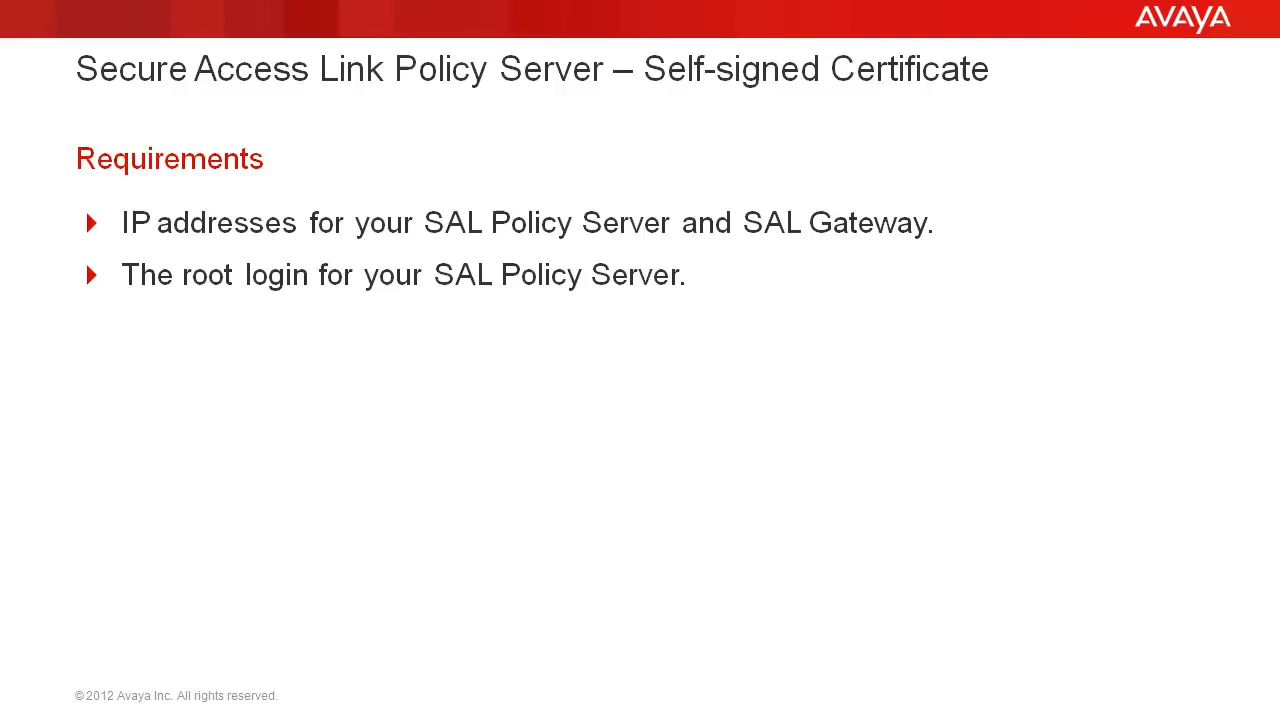 AVAYA
Secure Access Link Policy Server – Self-signed Certificate
Requirements
IP addresses for your SAL Policy Server and SAL Gateway.
The root login for your SAL Policy Server.
© 2012 Avaya Inc. All rights reserved.